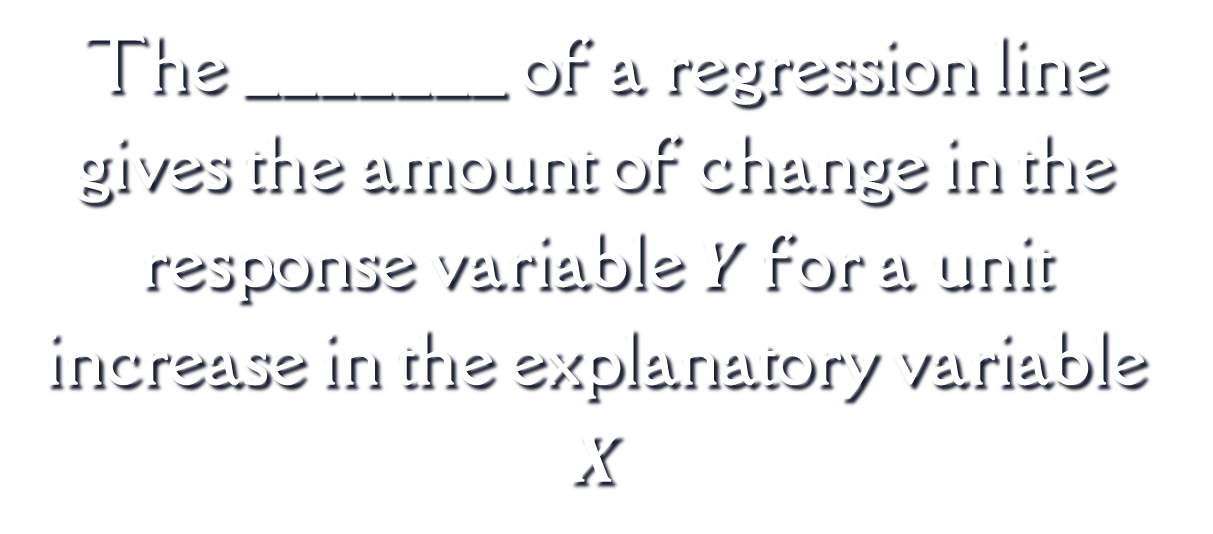 The _______ of a regression line
gives the amount of change in the
response variable Y for a unit
increase in the explanatory variable
X